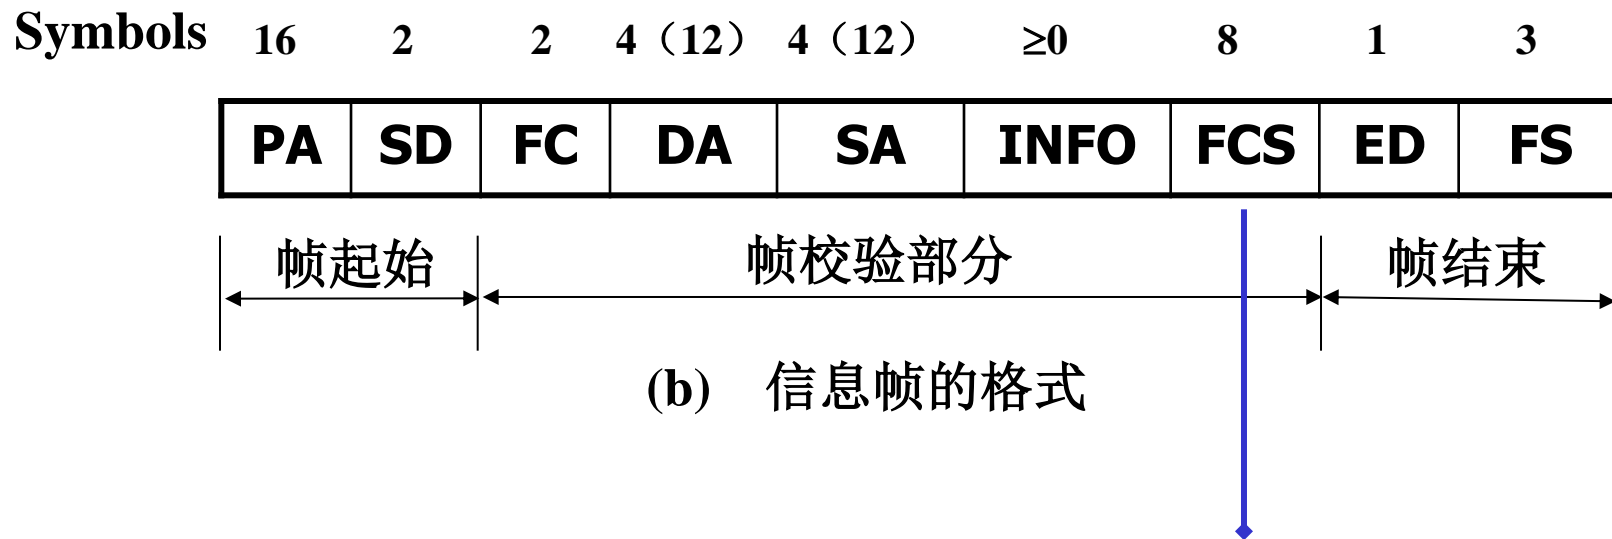 Symbols 16 2 2 4（12） 4（12） ≥0 8 1 3
PA SD FC DA SA INFO FCS ED FS
帧起始 帧校验部分 帧结束
(b) 信息帧的格式